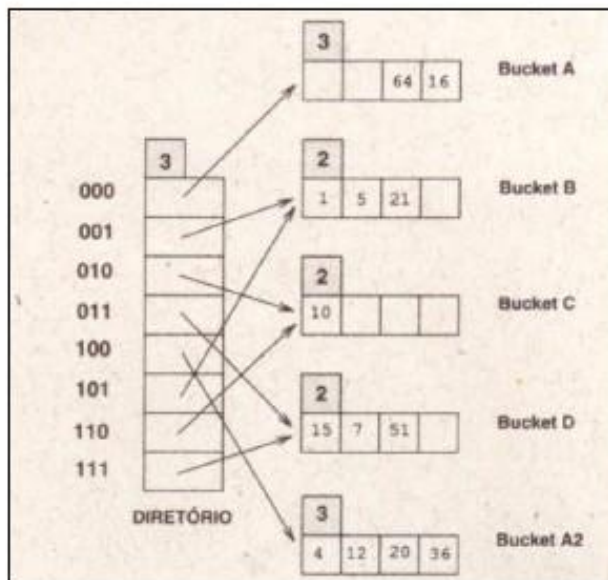 3
64 16
Bucket A
2
1 5 21
Bucket B
2
10
Bucket C
2
15 7 51
Bucket D
3
4 12 20 36
Bucket A2
3
000
001
010
011
100
101
110
111
DIRETÓRIO